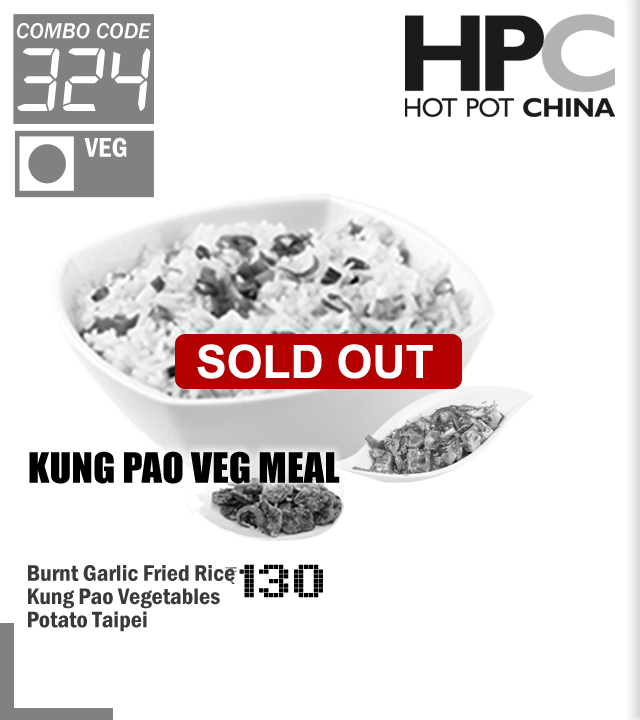 COMBO CODE
324
VEG
HPC
HOT POT CHINA
SOLD OUT
KUNG PAO VEG MEAL
Burnt Garlic Fried Rice
₹130
Kung Pao Vegetables
Potato Taipei